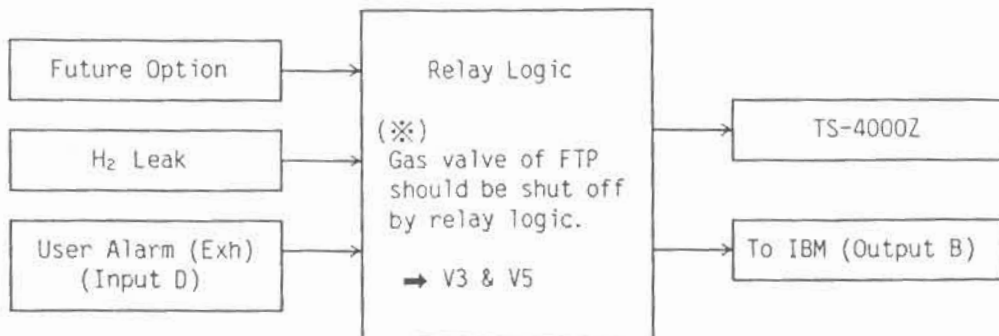 Future Option
H₂ Leak
User Alarm (Exh)
(Input D)
Relay Logic
(※)
Gas valve of FTP
should be shut off
by relay logic.
➡ V3 & V5
TS-4000Z
To IBM (Output B)